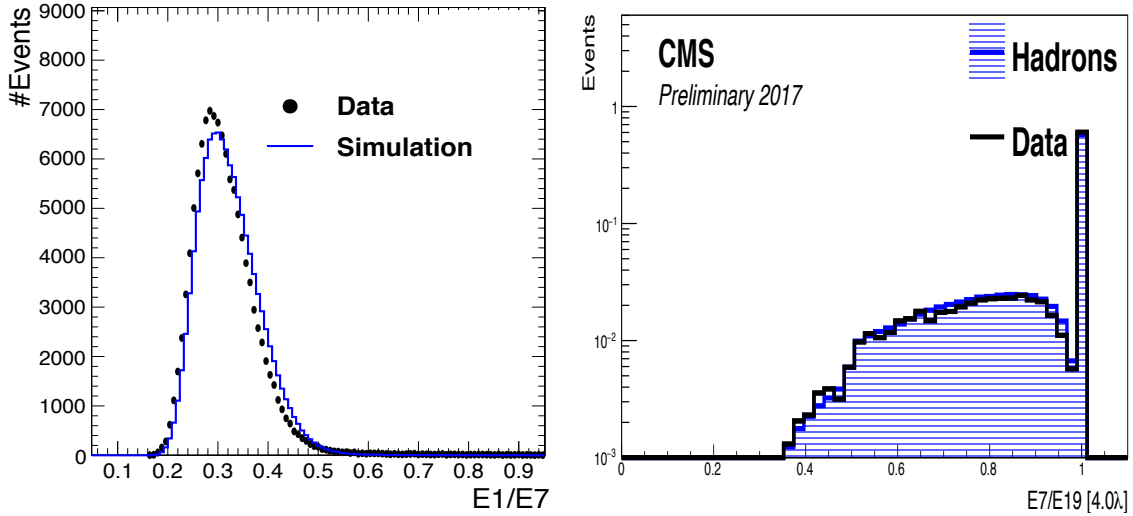 #Events
9000
8000
7000
6000
5000
4000
3000
2000
1000
0
Data
Simulation
0.1 0.2 0.3 0.4 0.5 0.6 0.7 0.8 0.9
E1/E7
Events
CMS
Preliminary 2017
Hadrons
Data
1
10⁻¹
10⁻²
10⁻³
0 0.2 0.4 0.6 0.8 1
E7/E19 [4.0λ]